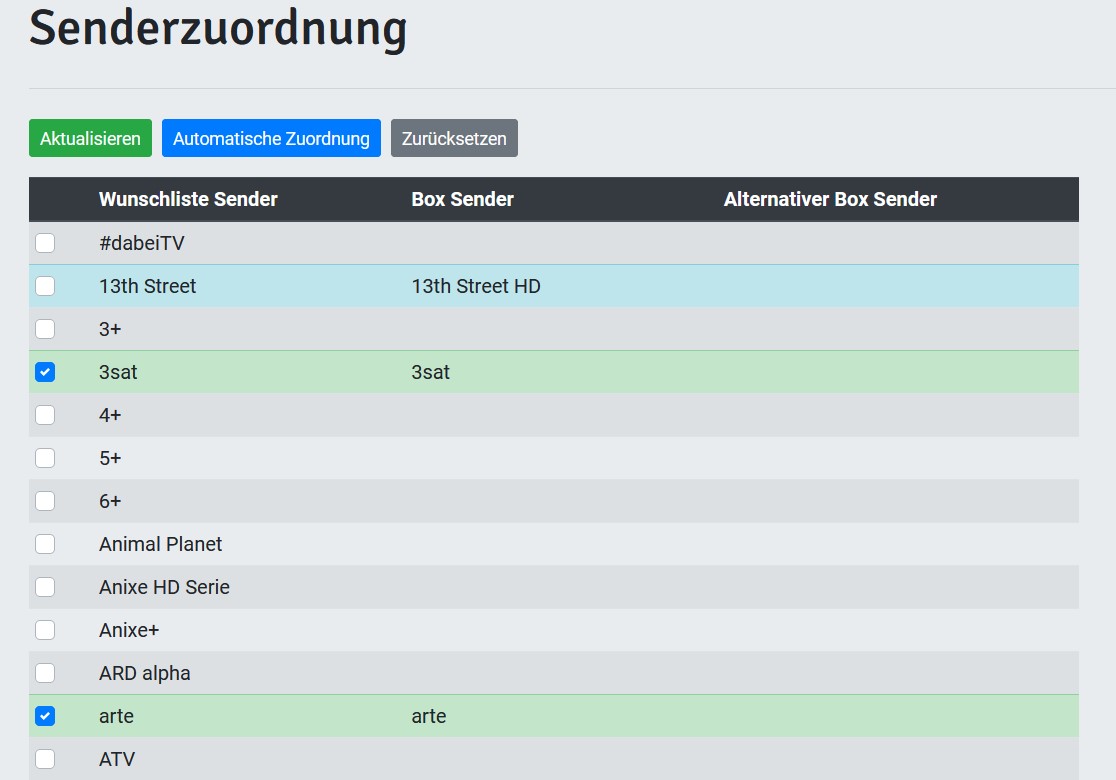 Senderzuordnung
Aktualisieren Automatische Zuordnung Zurücksetzen
Wunschliste Sender Box Sender Alternativer Box Sender
#dabeiTV
13th Street 13th Street HD
3+
3sat 3sat
4+
5+
6+
Animal Planet
Anixe HD Serie
Anixe+
ARD alpha
arte arte
ATV